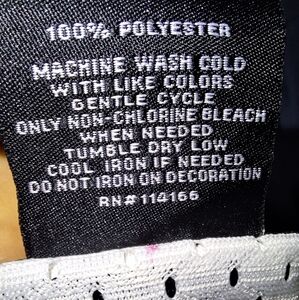 100% POLYESTER
MACHINE WASH COLD
WITH LIKE COLORS
GENTLE CYCLE
ONLY NON-CHLORINE BLEACH
WHEN NEEDED
TUMBLE DRY LOW
COOL IRON IF NEEDED
DO NOT IRON ON DECORATION
RN# 114166